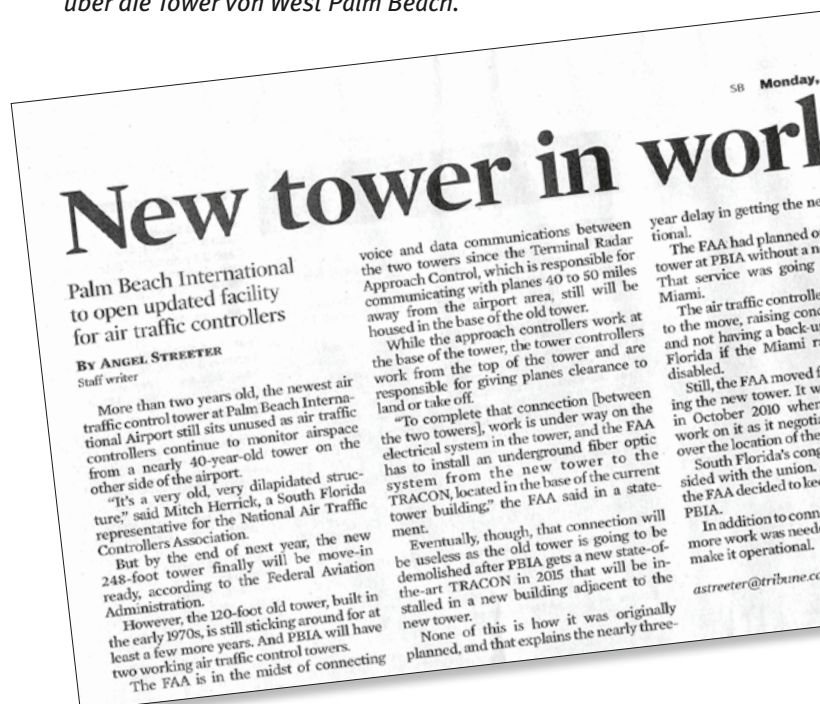 über die Tower von West Palm Beach.
SB Monday,
New tower in
Palm Beach International
to open updated facility
for air traffic controllers
BY ANGEL STREETER
Staff writer
More than two years old, the newest air
traffic control tower at Palm Beach Interna-
tional Airport still sits unused as air traffic
controllers continue to monitor airspace
from a nearly 40-year-old tower on the
other side of the airport.
"It's a very old, very dilapidated struc-
ture," said Mitch Herrick, a South Florida
representative for the National Air Traffic
Controllers Association.
But by the end of next year, the new
248-foot tower finally will be move-in
ready, according to the Federal Aviation
Administration.
However, the 120-foot old tower, built in
the early 1970s, is still sticking around for at
least a few more years. And PBIA will have
two working air traffic control towers.
The FAA is in the midst of connecting
voice and data communications between
the two towers since the Terminal Radar
Approach Control, which is responsible for
communicating with planes 40 to 50 miles
away from the airport area, still will be
housed in the base of the old tower.
While the approach controllers work at
the base of the tower, the tower controllers
work from the top of the tower and are
responsible for giving planes clearance to
land or take off.
"To complete that connection [between
the two towers], work is under way on the
electrical system in the tower, and the FAA
has to install an underground fiber optic
system from the new tower to the
TRACON, located in the base of the current
tower building," the FAA said in a state-
ment.
Eventually, though, that connection will
be useless as the old tower is going to be
demolished after PBIA gets a new state-of-
the-art TRACON in 2015 that will be in-
stalled in a new building adjacent to the
new tower.
None of this is how it was originally
planned, and that explains the nearly three-
year delay in getting the
tional.
The FAA had planned
tower at PBIA without a
That service was going
Miami.
The air traffic
to the move, raising
and not having a
Florida if the Miami
disabled.
Still, the FAA moved
ing the new tower. It
in October 2010 when
work on it as it
over the location of the
South Florida's
sided with the union.
the FAA decided to
PBIA.
In addition to
more work was
make it operational.
astreeter@tribune